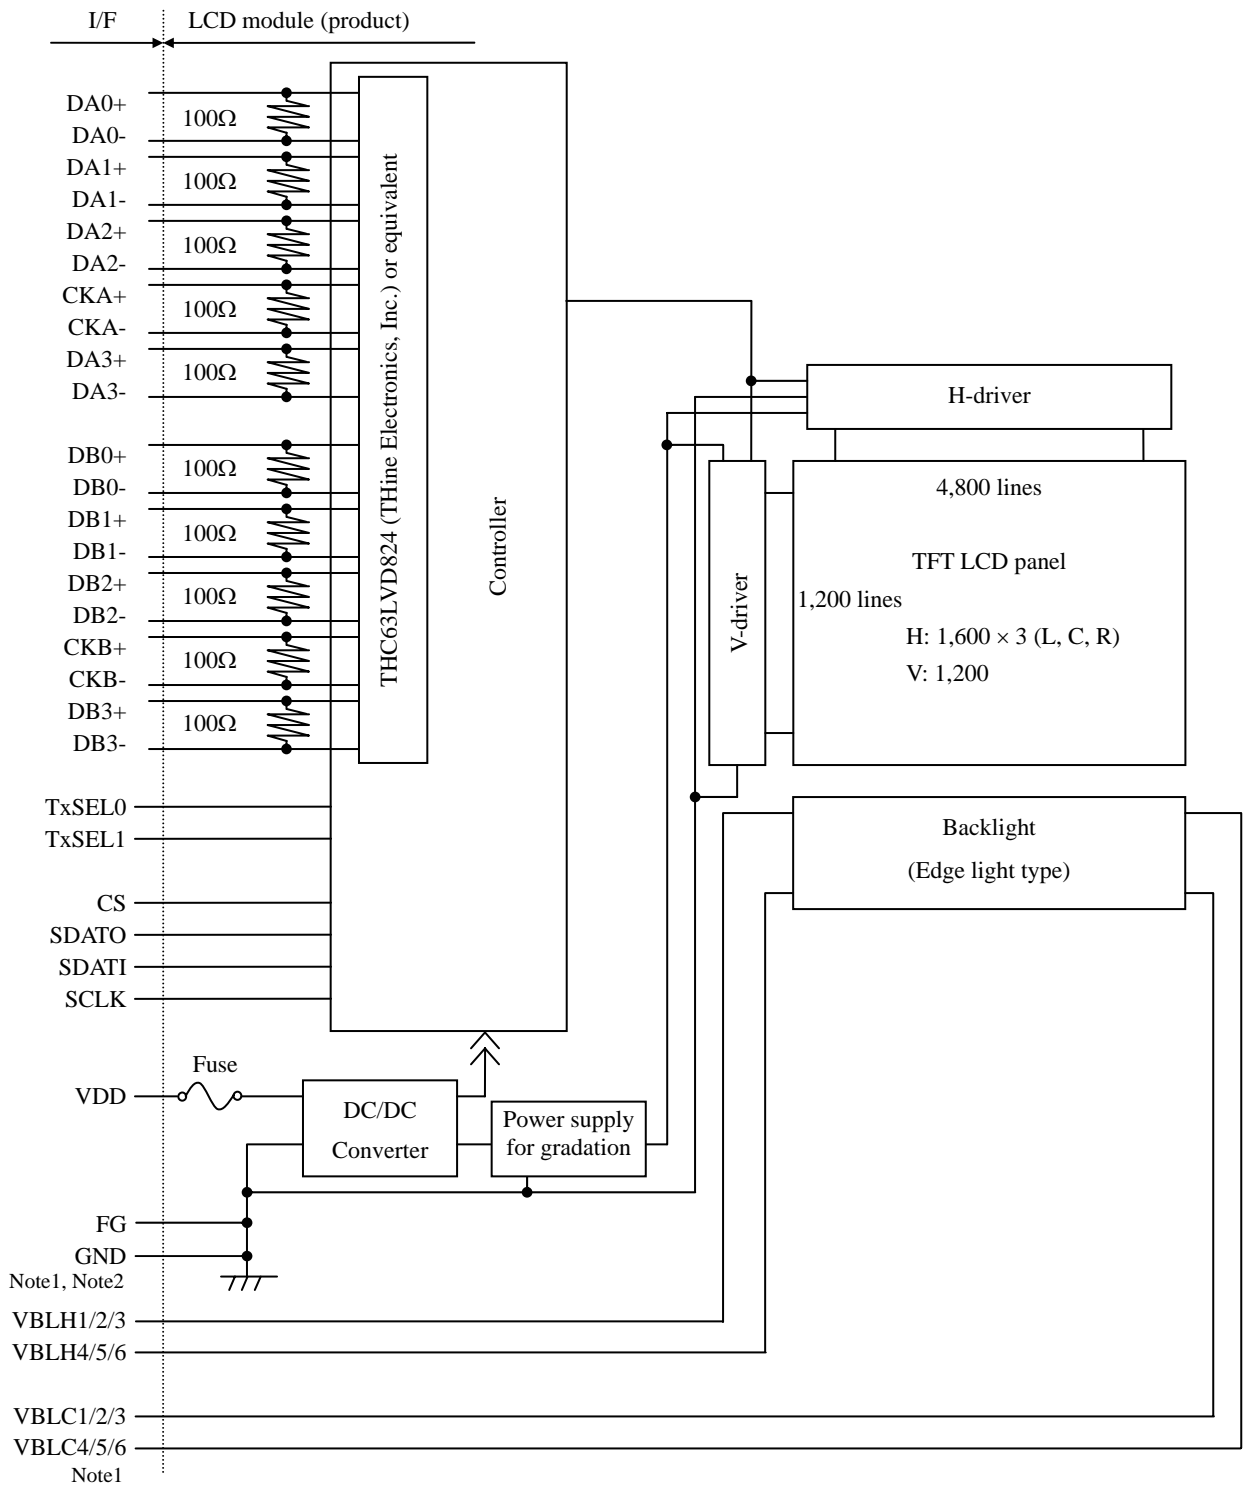 I/F
LCD module (product)
DA0+
100Ω
DA0-
DA1+
100Ω
DA1-
DA2+
100Ω
DA2-
CKA+
100Ω
CKA-
DA3+
100Ω
DA3-
DB0+
100Ω
DB0-
DB1+
100Ω
DB1-
DB2+
100Ω
DB2-
CKB+
100Ω
CKB-
DB3+
100Ω
DB3-
THC63LVD824 (THine Electronics, Inc.) or equivalent
Controller
H-driver
V-driver
4,800 lines
TFT LCD panel
1,200 lines
H: 1,600 × 3 (L, C, R)
V: 1,200
Backlight
(Edge light type)
TxSEL0
TxSEL1
CS
SDATO
SDATI
SCLK
Fuse
VDD
DC/DC
Converter
Power supply
for gradation
FG
GND
Note1, Note2
VBLH1/2/3
VBLH4/5/6
VBLC1/2/3
VBLC4/5/6
Note1